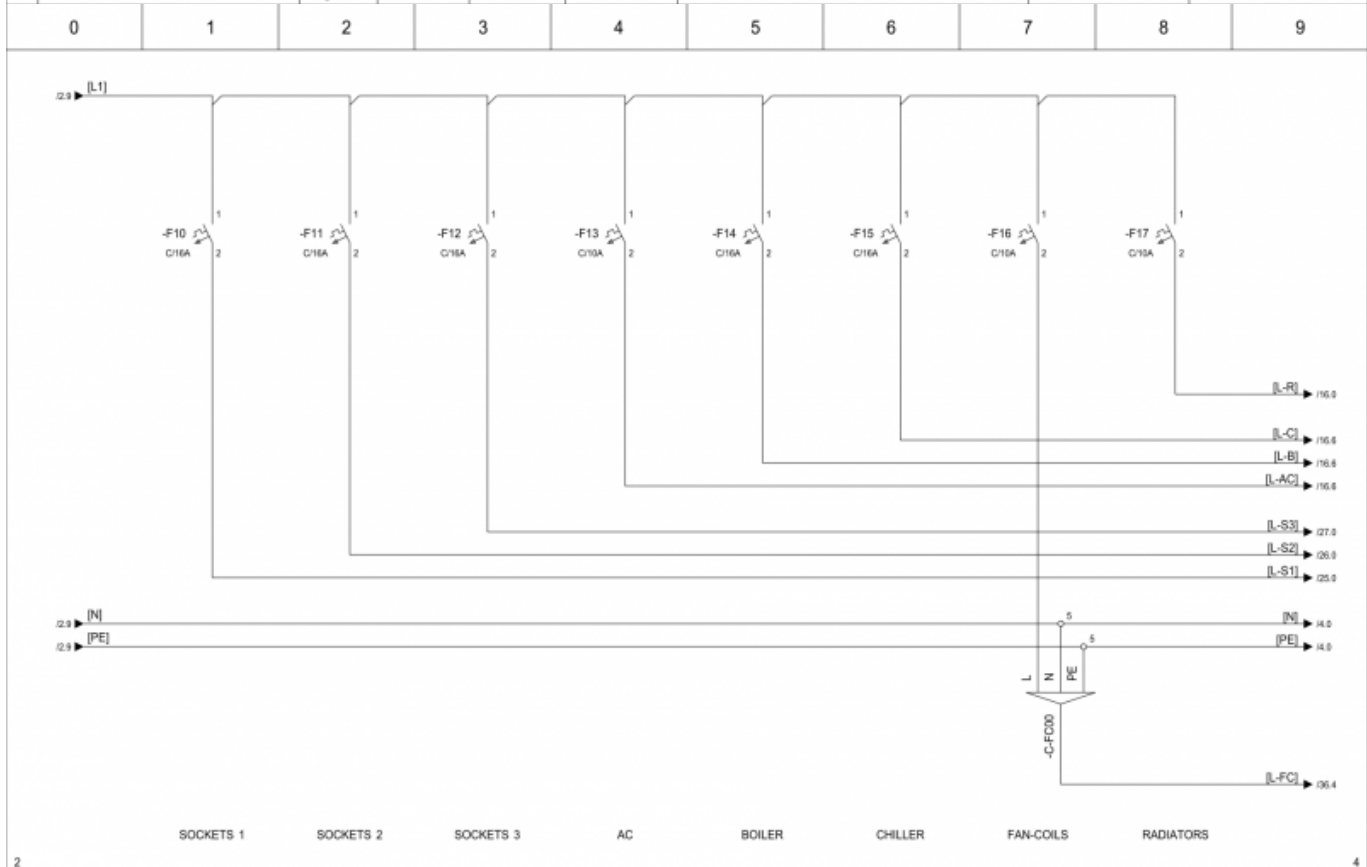 0 1 2 3 4 5 6 7 8 9
[L1]
/2.9
1 1 1 1 1 1 1 1
-F10 -F11 -F12 -F13 -F14 -F15 -F16 -F17
C/16A 2 C/16A 2 C/16A 2 C/10A 2 C/16A 2 C/16A 2 C/10A 2 C/10A 2
[L-R] /16.0
[L-C] /16.6
[L-B] /16.6
[L-AC] /16.6
[L-S3] /27.0
[L-S2] /26.0
[L-S1] /25.0
/2.9 [N] 5 [N] /4.0
/2.9 [PE] 5 [PE] /4.0
L N PE
-C-FC00
[L-FC] /36.4
SOCKETS 1 SOCKETS 2 SOCKETS 3 AC BOILER CHILLER FAN-COILS RADIATORS
2 4